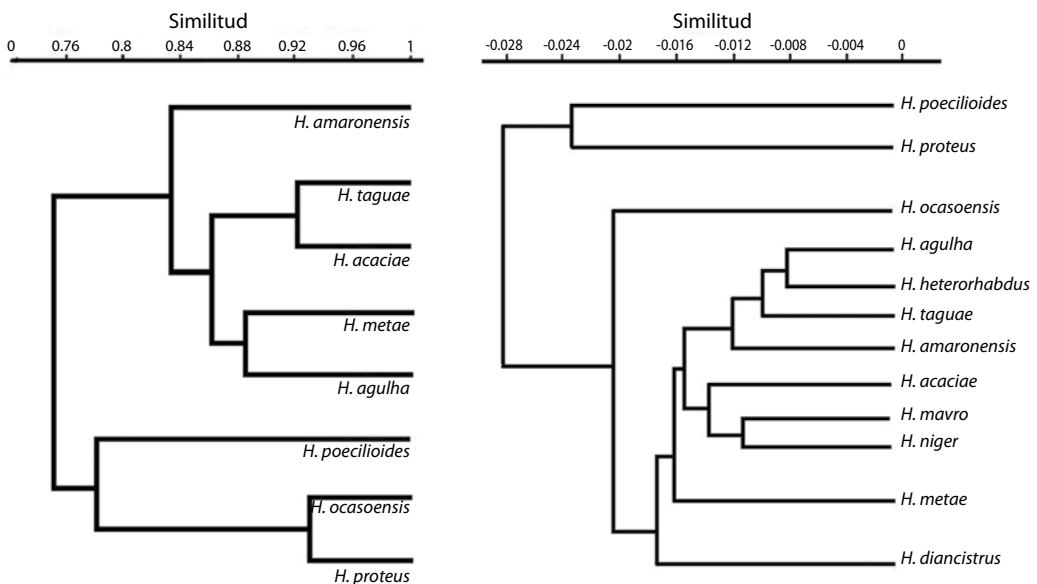 Similitud
0 0.76 0.8 0.84 0.88 0.92 0.96 1
H. amaronensis
H. taguae
H. acaciae
H. metae
H. agulha
H. poecilioides
H. ocasoensis
H. proteus
Similitud
-0.028 -0.024 -0.02 -0.016 -0.012 -0.008 -0.004 0
H. poecilioides
H. proteus
H. ocasoensis
H. agulha
H. heterorhabdus
H. taguae
H. amaronensis
H. acaciae
H. mavro
H. niger
H. metae
H. diancistrus